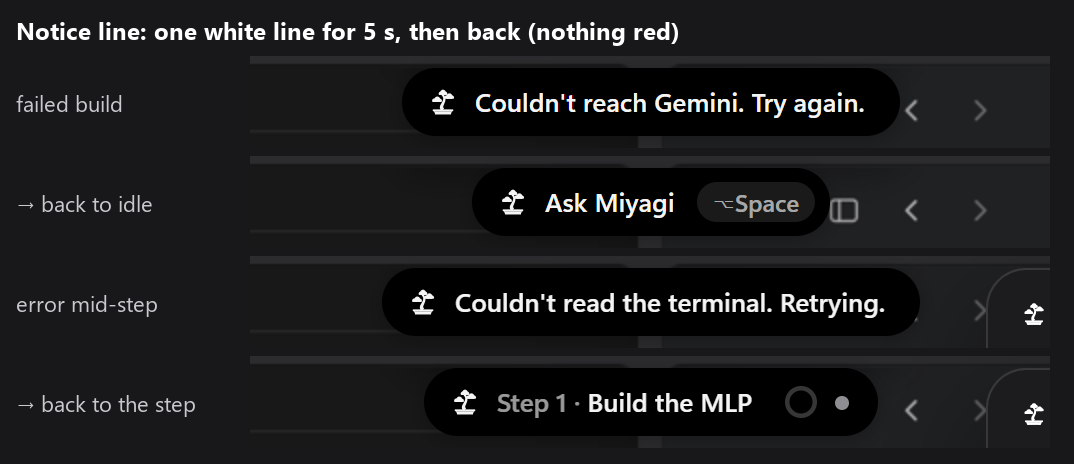 Notice line: one white line for 5 s, then back (nothing red)
failed build
Couldn't reach Gemini. Try again.
→ back to idle
Ask Miyagi ⌥Space
error mid-step
Couldn't read the terminal. Retrying.
→ back to the step
Step 1 · Build the MLP